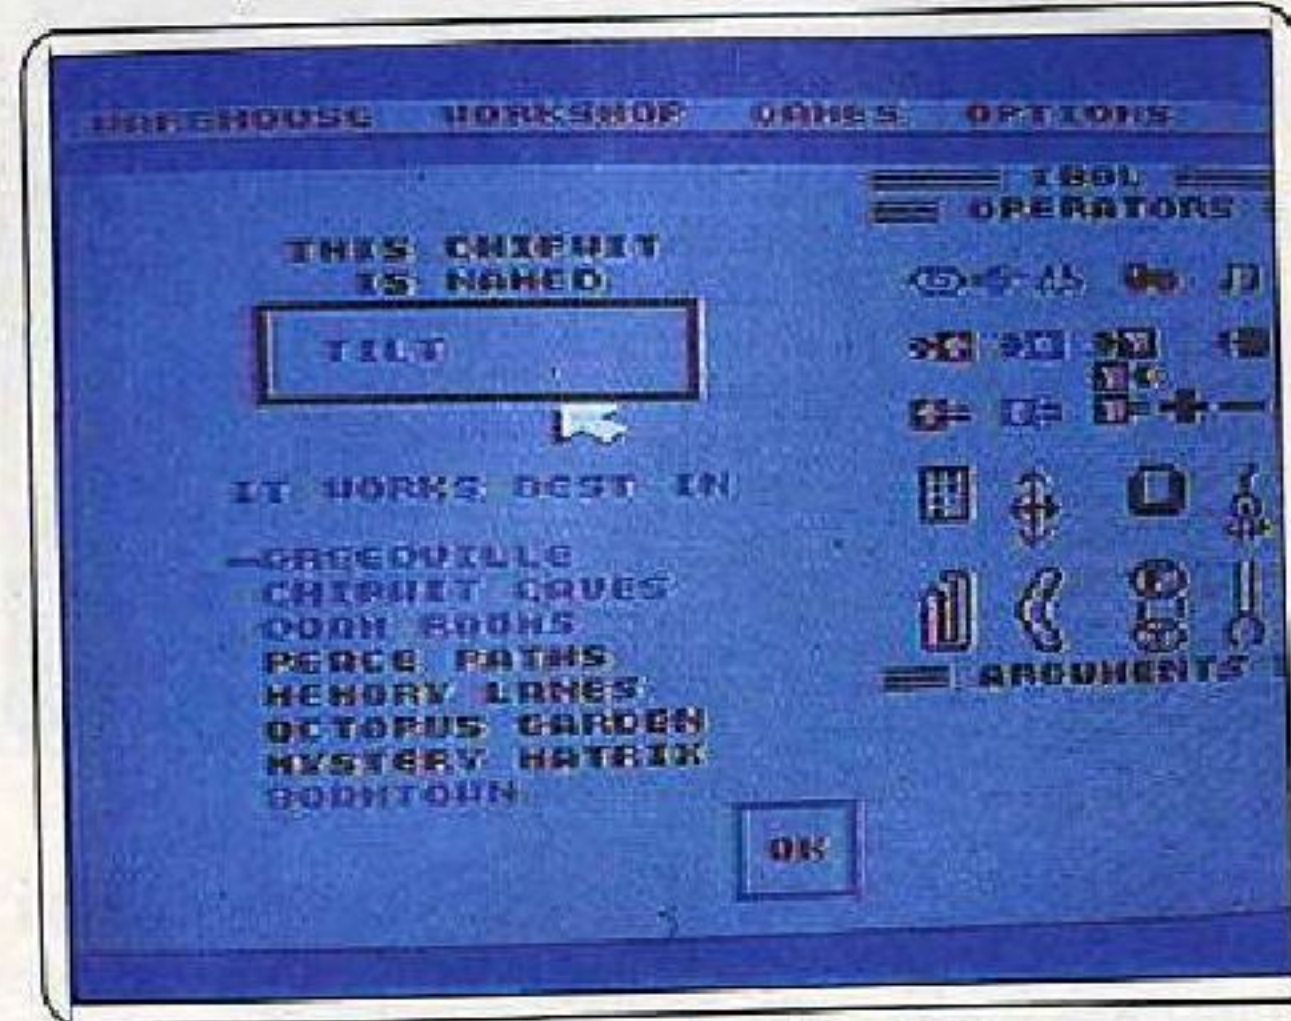 WAREHOUSE WORKSHOP GAMES OPTIONS
IBOL
OPERATORS
THIS CHIPWIT
IS NAMED
TILT
IT WORKS BEST IN
GREEDVILLE
CHIPWIT CAVES
DOOM ROOMS
PEACE PATHS
MEMORY LANES
OCTOPUS GARDEN
MYSTERY MATRIX
BOOMTOWN
ARGUMENTS
OK